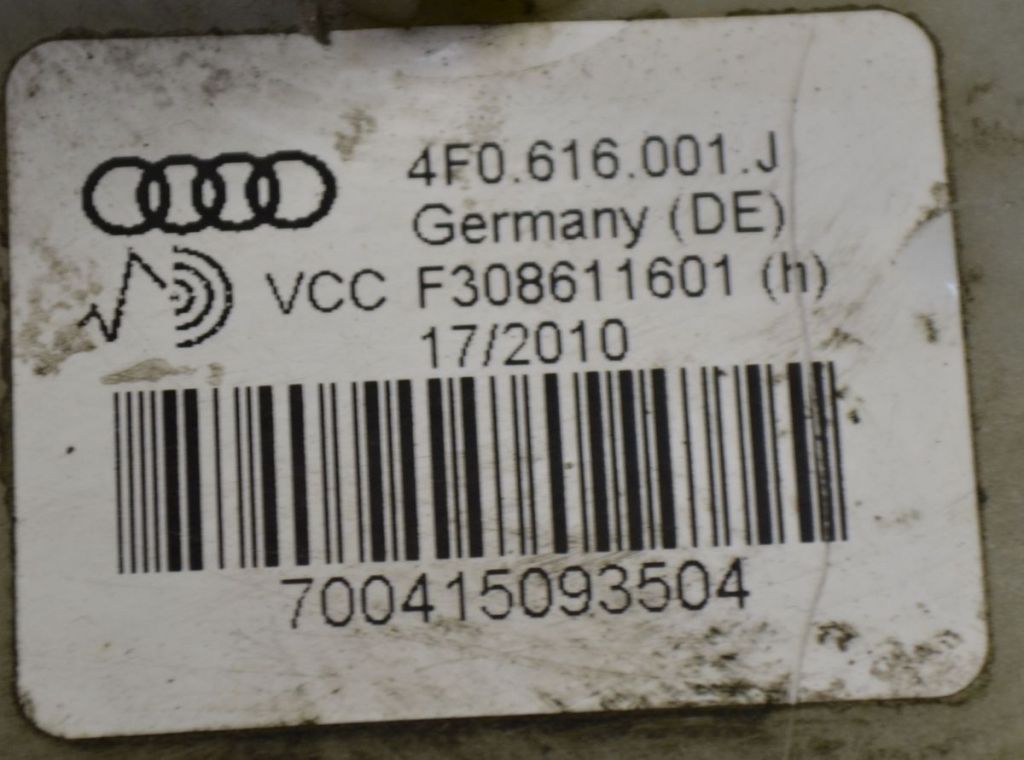 4F0.616.001.J
Germany (DE)
VCC F308611601 (h)
17/2010
700415093504